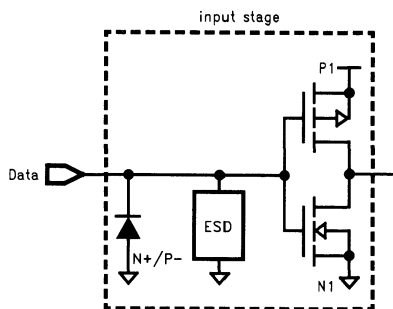 input stage
P1
Data
ESD
N+/P-
N1